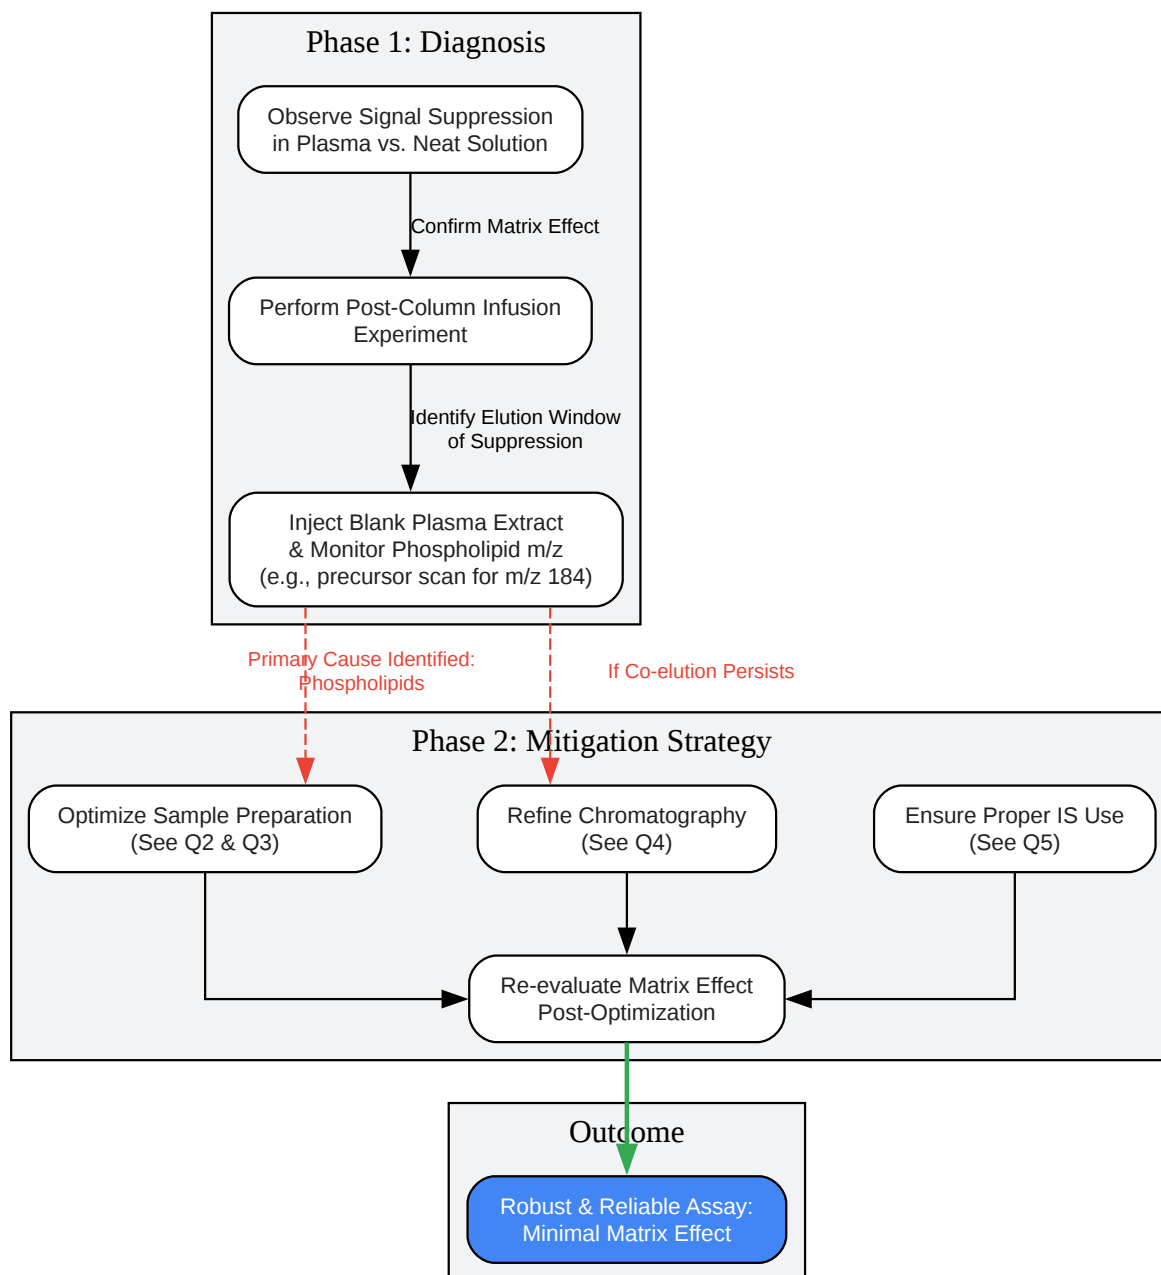 Phase 1: Diagnosis
Observe Signal Suppression
in Plasma vs. Neat Solution
Confirm Matrix Effect
Perform Post-Column Infusion
Experiment
Identify Elution Window
of Suppression
Inject Blank Plasma Extract
& Monitor Phospholipid m/z
(e.g., precursor scan for m/z 184)
Primary Cause Identified:
Phospholipids
If Co-elution Persists
Phase 2: Mitigation Strategy
Optimize Sample Preparation
(See Q2 & Q3)
Refine Chromatography
(See Q4)
Ensure Proper IS Use
(See Q5)
Re-evaluate Matrix Effect
Post-Optimization
Outcome
Robust & Reliable Assay:
Minimal Matrix Effect